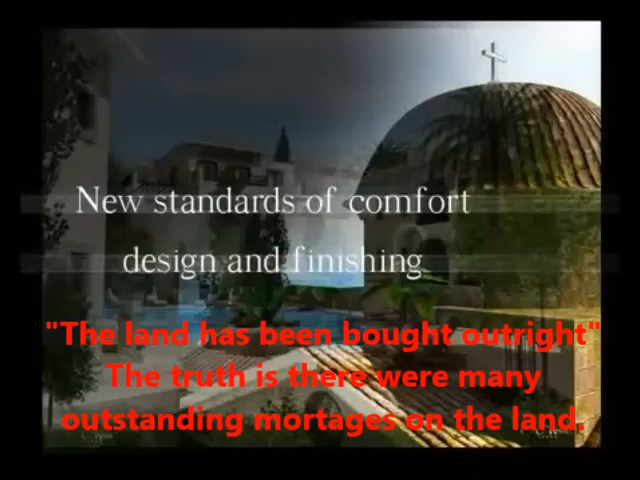 New standards of comfort
design and finishing
"The land has been bought outright"
The truth is there were many
outstanding mortages on the land.